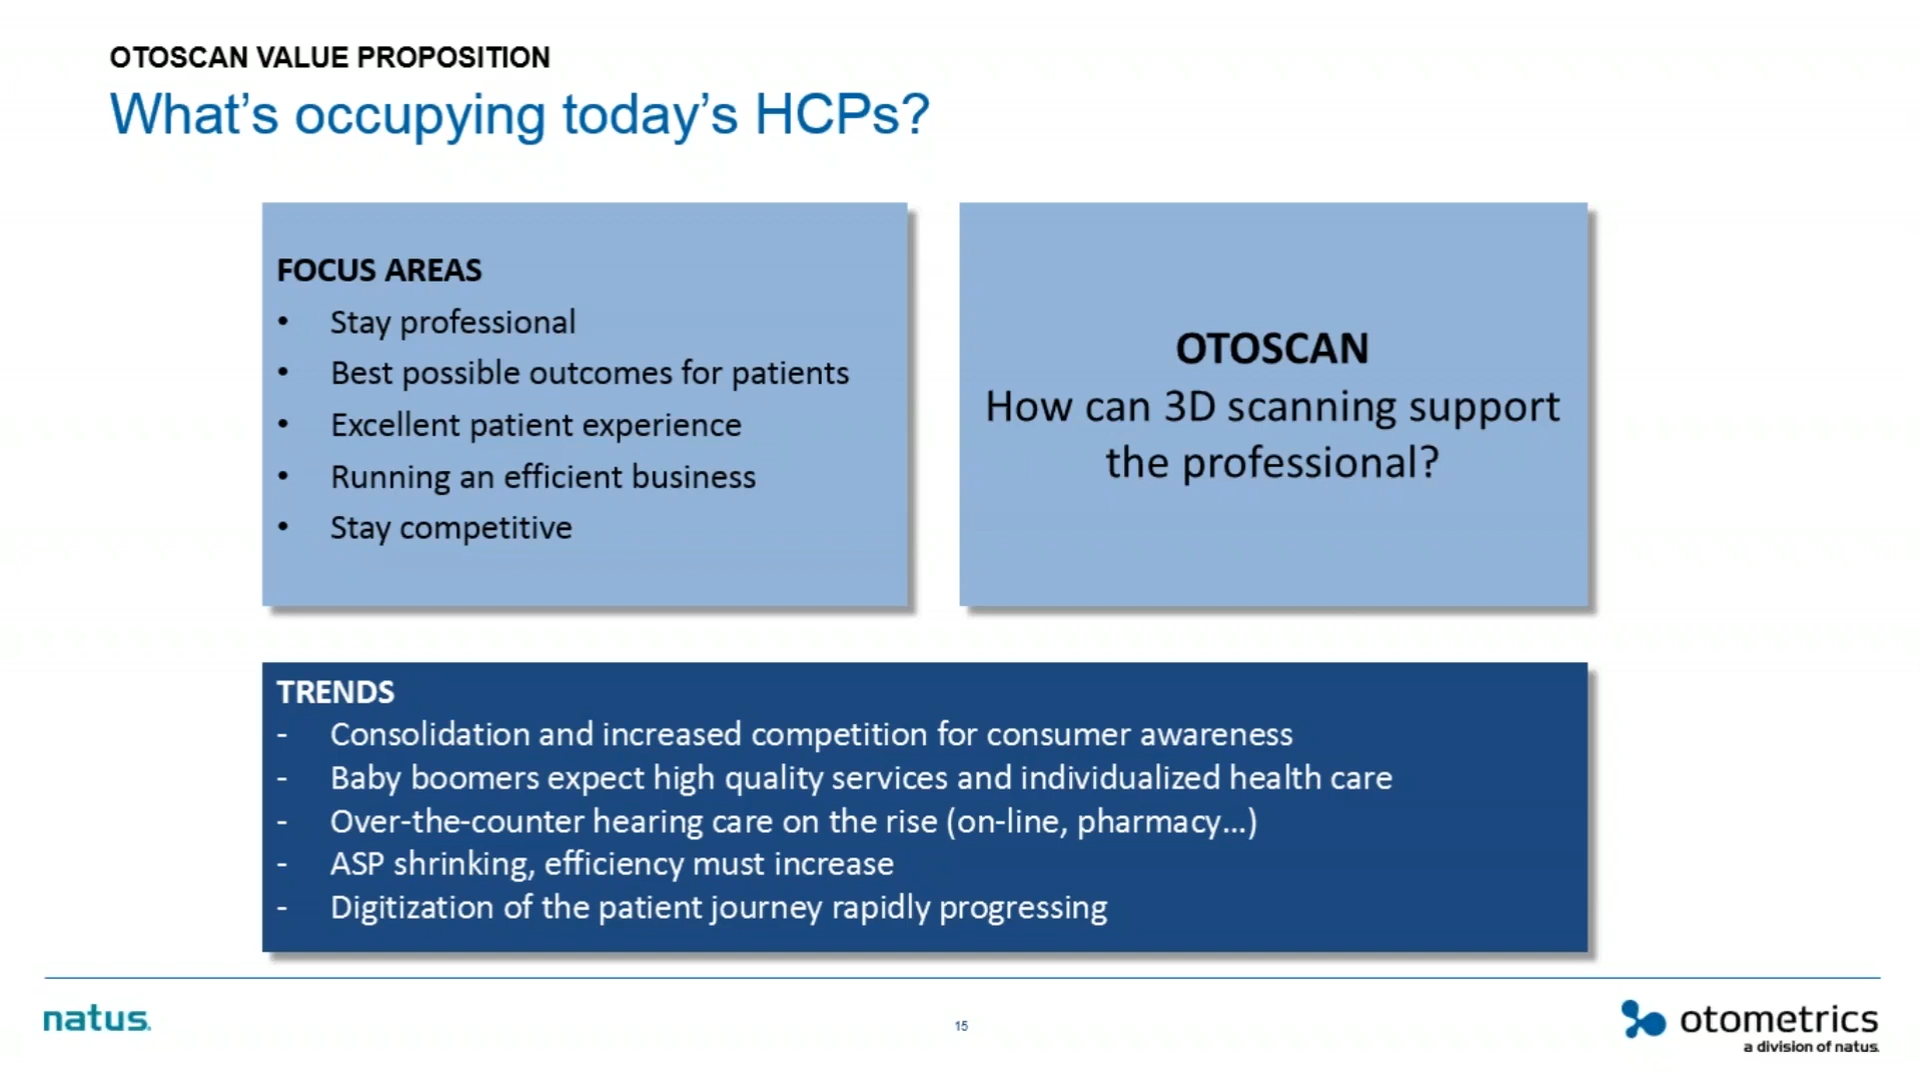 OTOSCAN VALUE PROPOSITION
What's occupying today's HCPs?
FOCUS AREAS
• Stay professional
• Best possible outcomes for patients
• Excellent patient experience
• Running an efficient business
• Stay competitive
OTOSCAN
How can 3D scanning support
the professional?
TRENDS
- Consolidation and increased competition for consumer awareness
- Baby boomers expect high quality services and individualized health care
- Over-the-counter hearing care on the rise (on-line, pharmacy...)
- ASP shrinking, efficiency must increase
- Digitization of the patient journey rapidly progressing
natus.
15
otometrics
a division of natus.